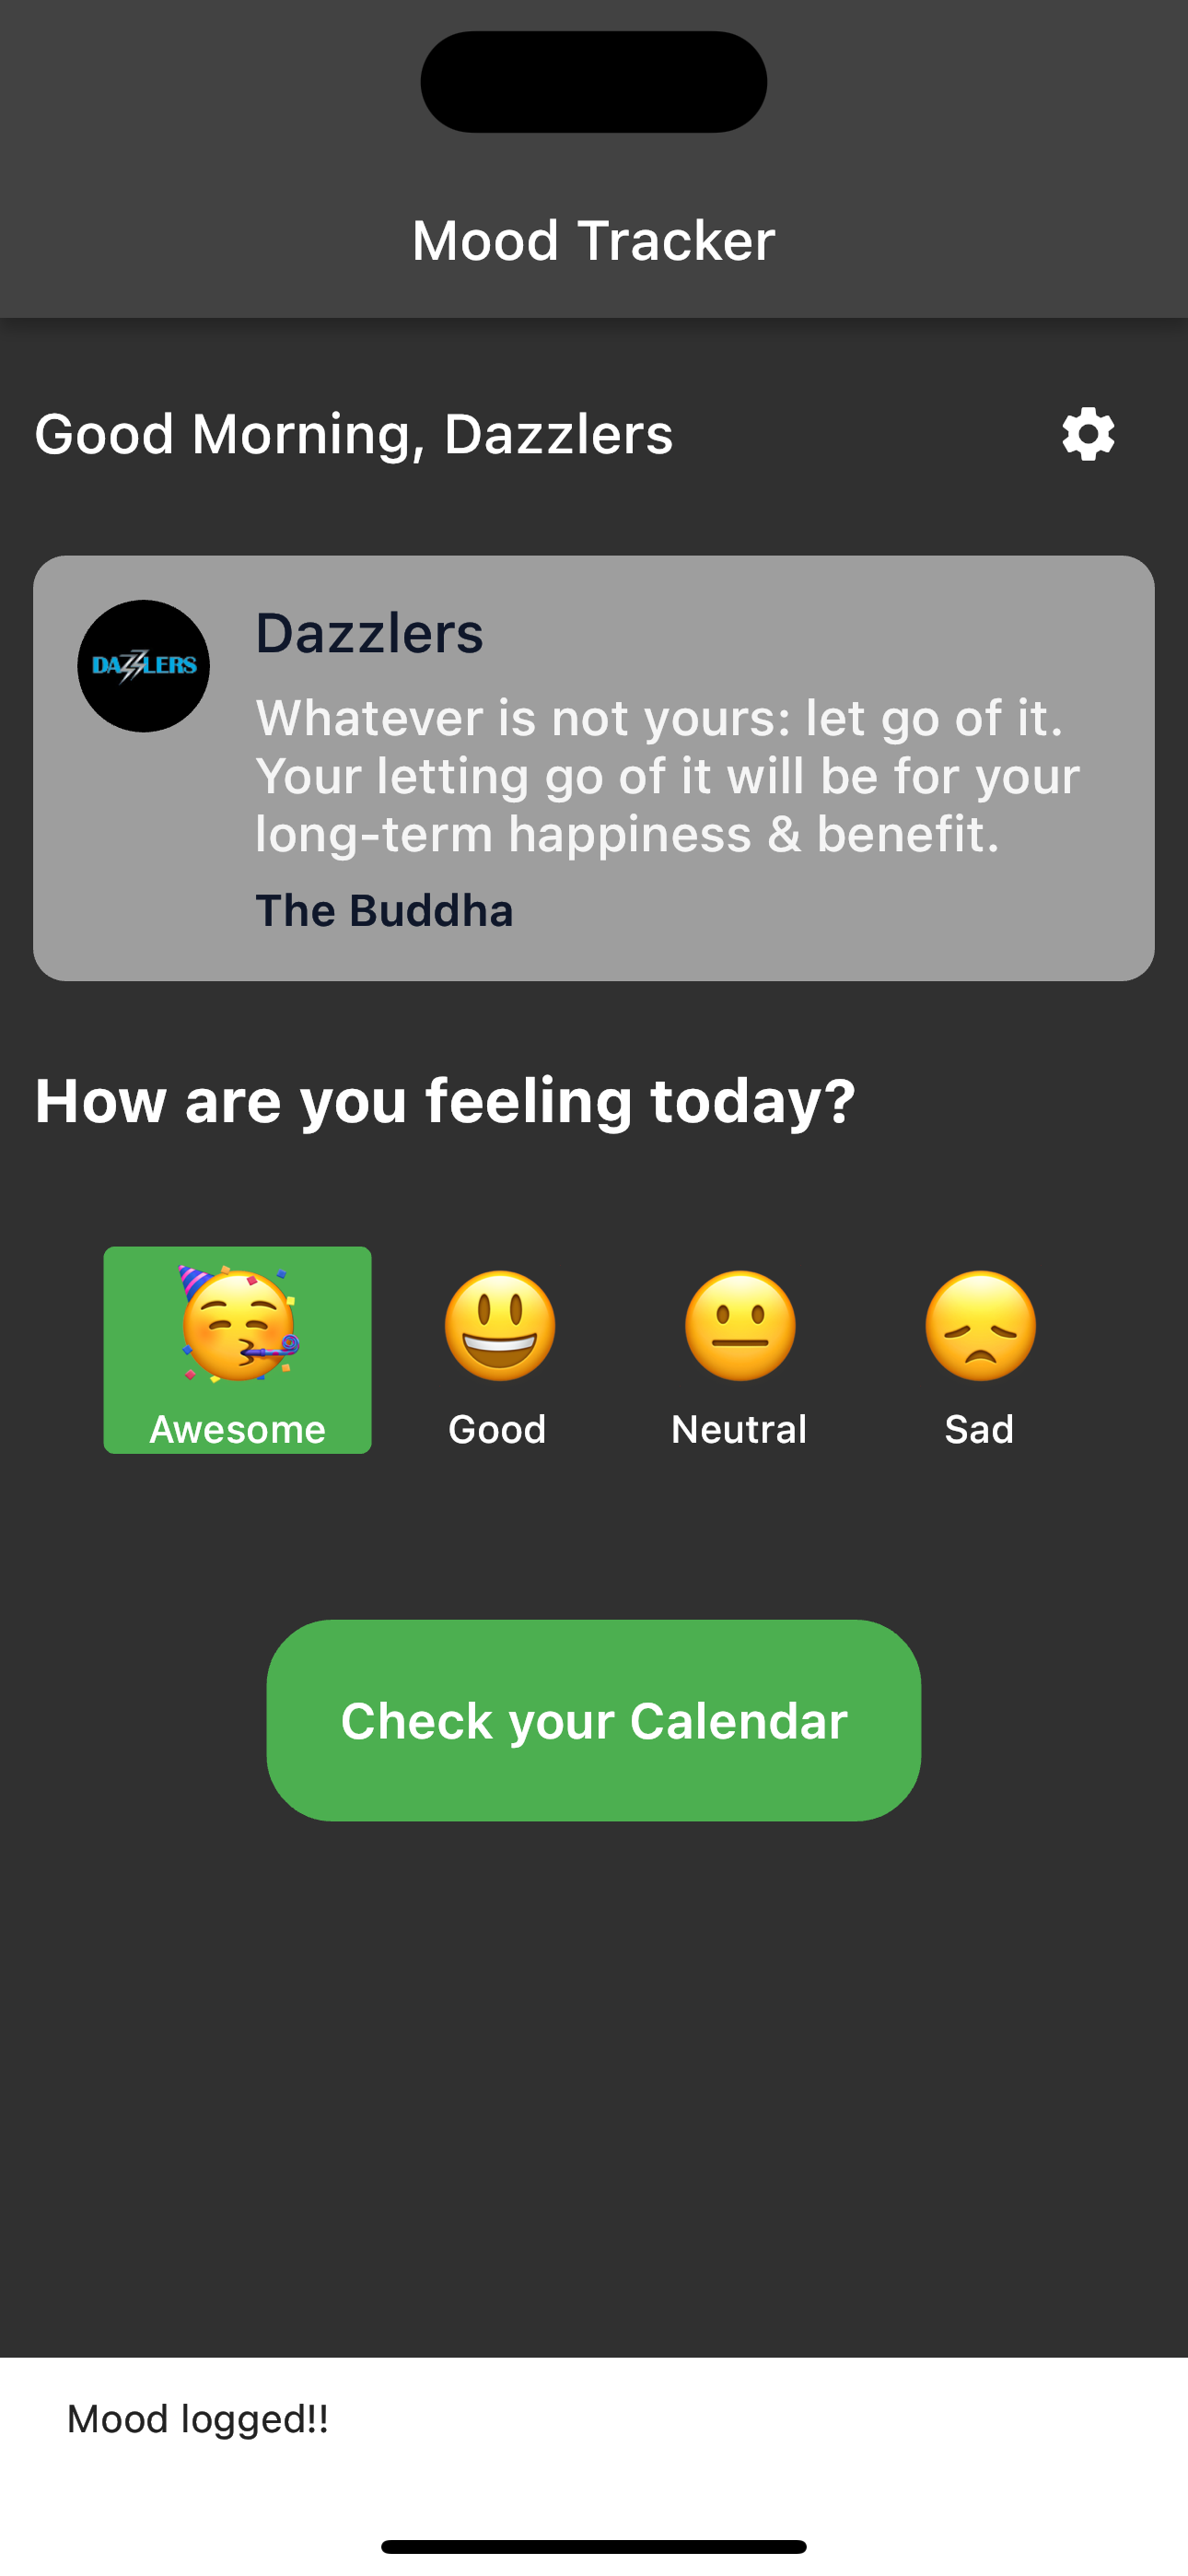 Mood Tracker
Good Morning, Dazzlers
DAZZLERS
Dazzlers
Whatever is not yours: let go of it.
Your letting go of it will be for your
long-term happiness & benefit.
The Buddha
How are you feeling today?
Awesome
Good
Neutral
Sad
Check your Calendar
Mood logged!!